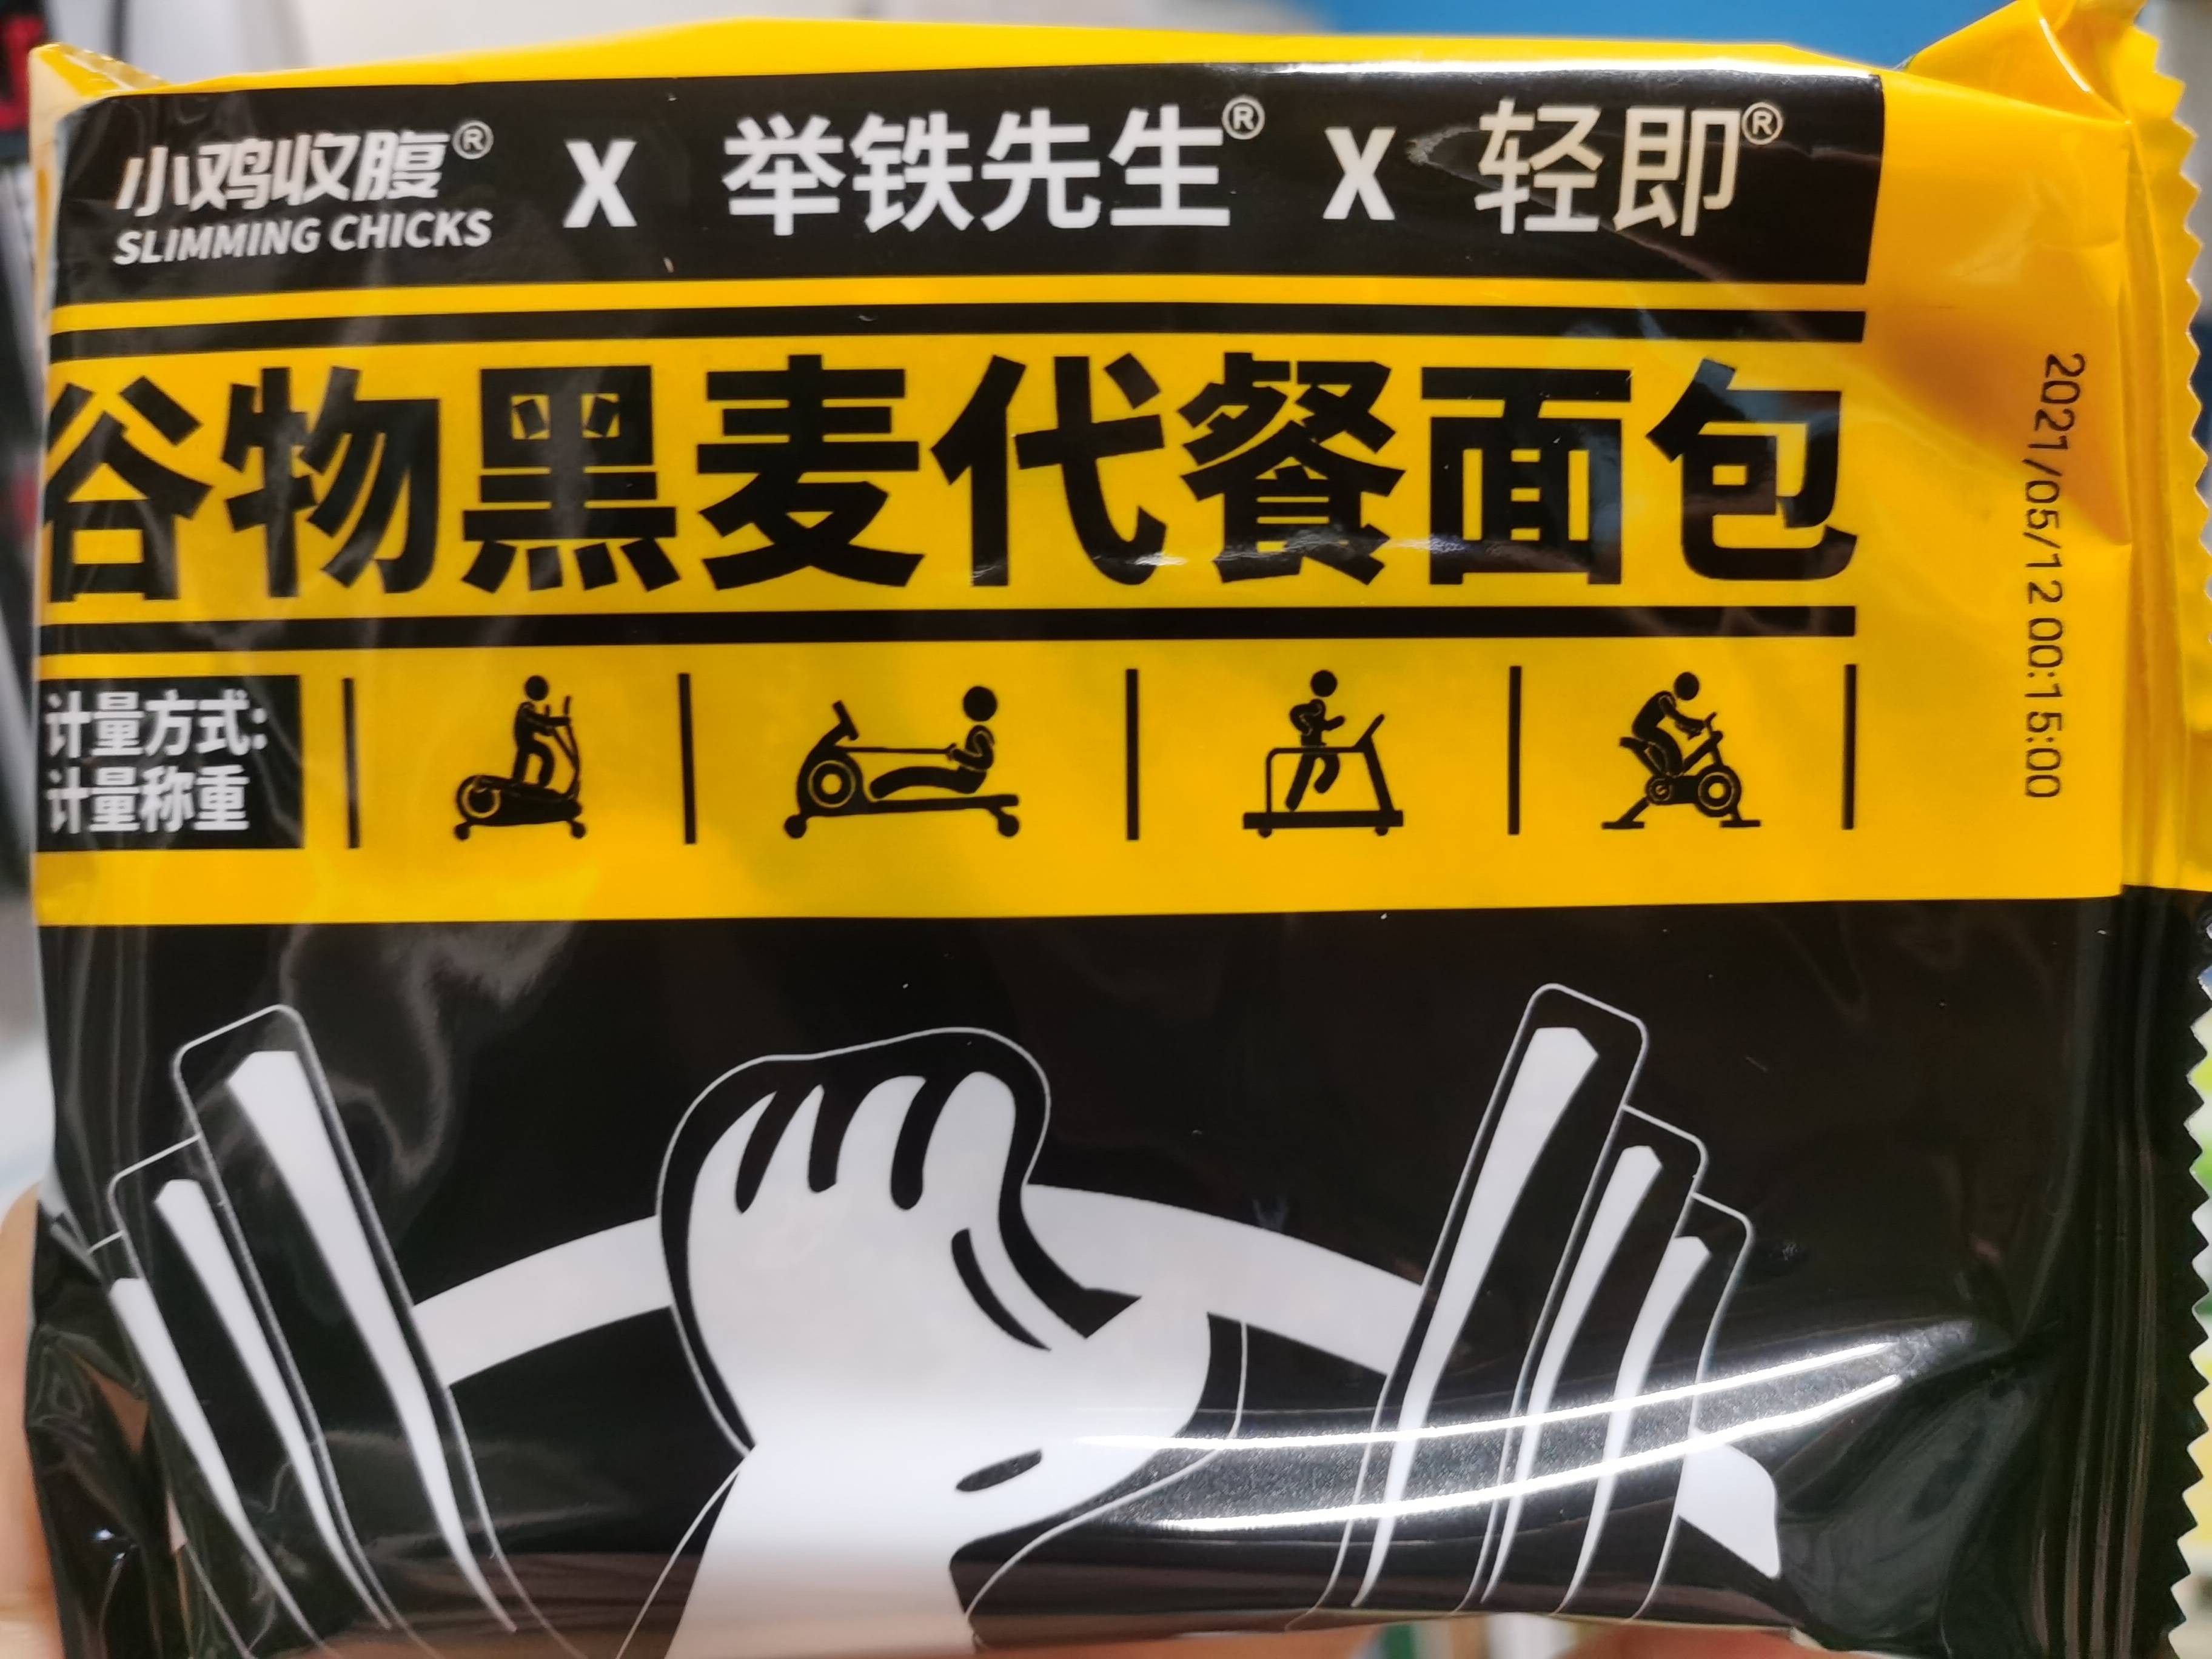 小鸡收腹® X 举铁先生® X 轻即®
SLIMMING CHICKS
谷物黑麦代餐面包
计量方式:
计量称重
2021/05/12 00:15:00